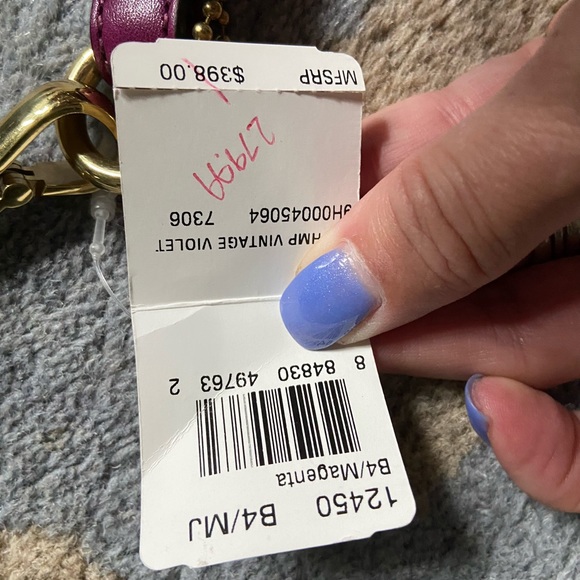 12450 B4/MJ
B4/Magenta
8 84830 49763 2
HMP VINTAGE VIOLET
9H00045064 7306
279.99
MFSRP $398.00